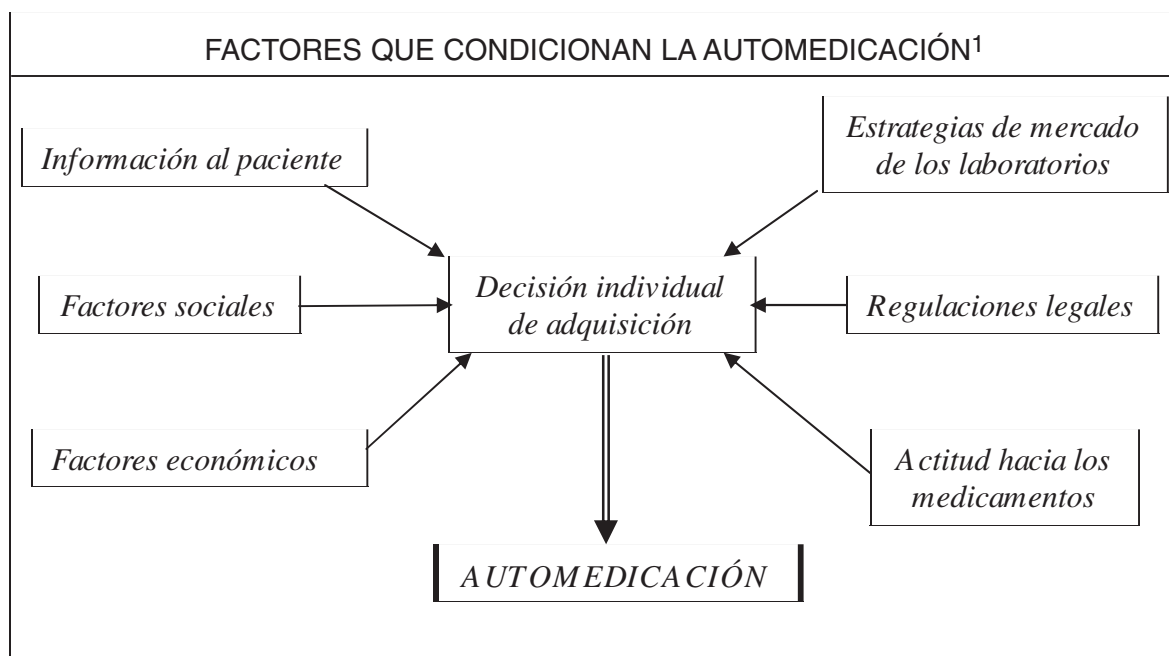 FACTORES QUE CONDICIONAN LA AUTOMEDICACIÓN1
Información al paciente
Estrategias de mercado
de los laboratorios
Factores sociales
Decisión individual
de adquisición
Regulaciones legales
Factores económicos
Actitud hacia los
medicamentos
AUTOMEDICACIÓN